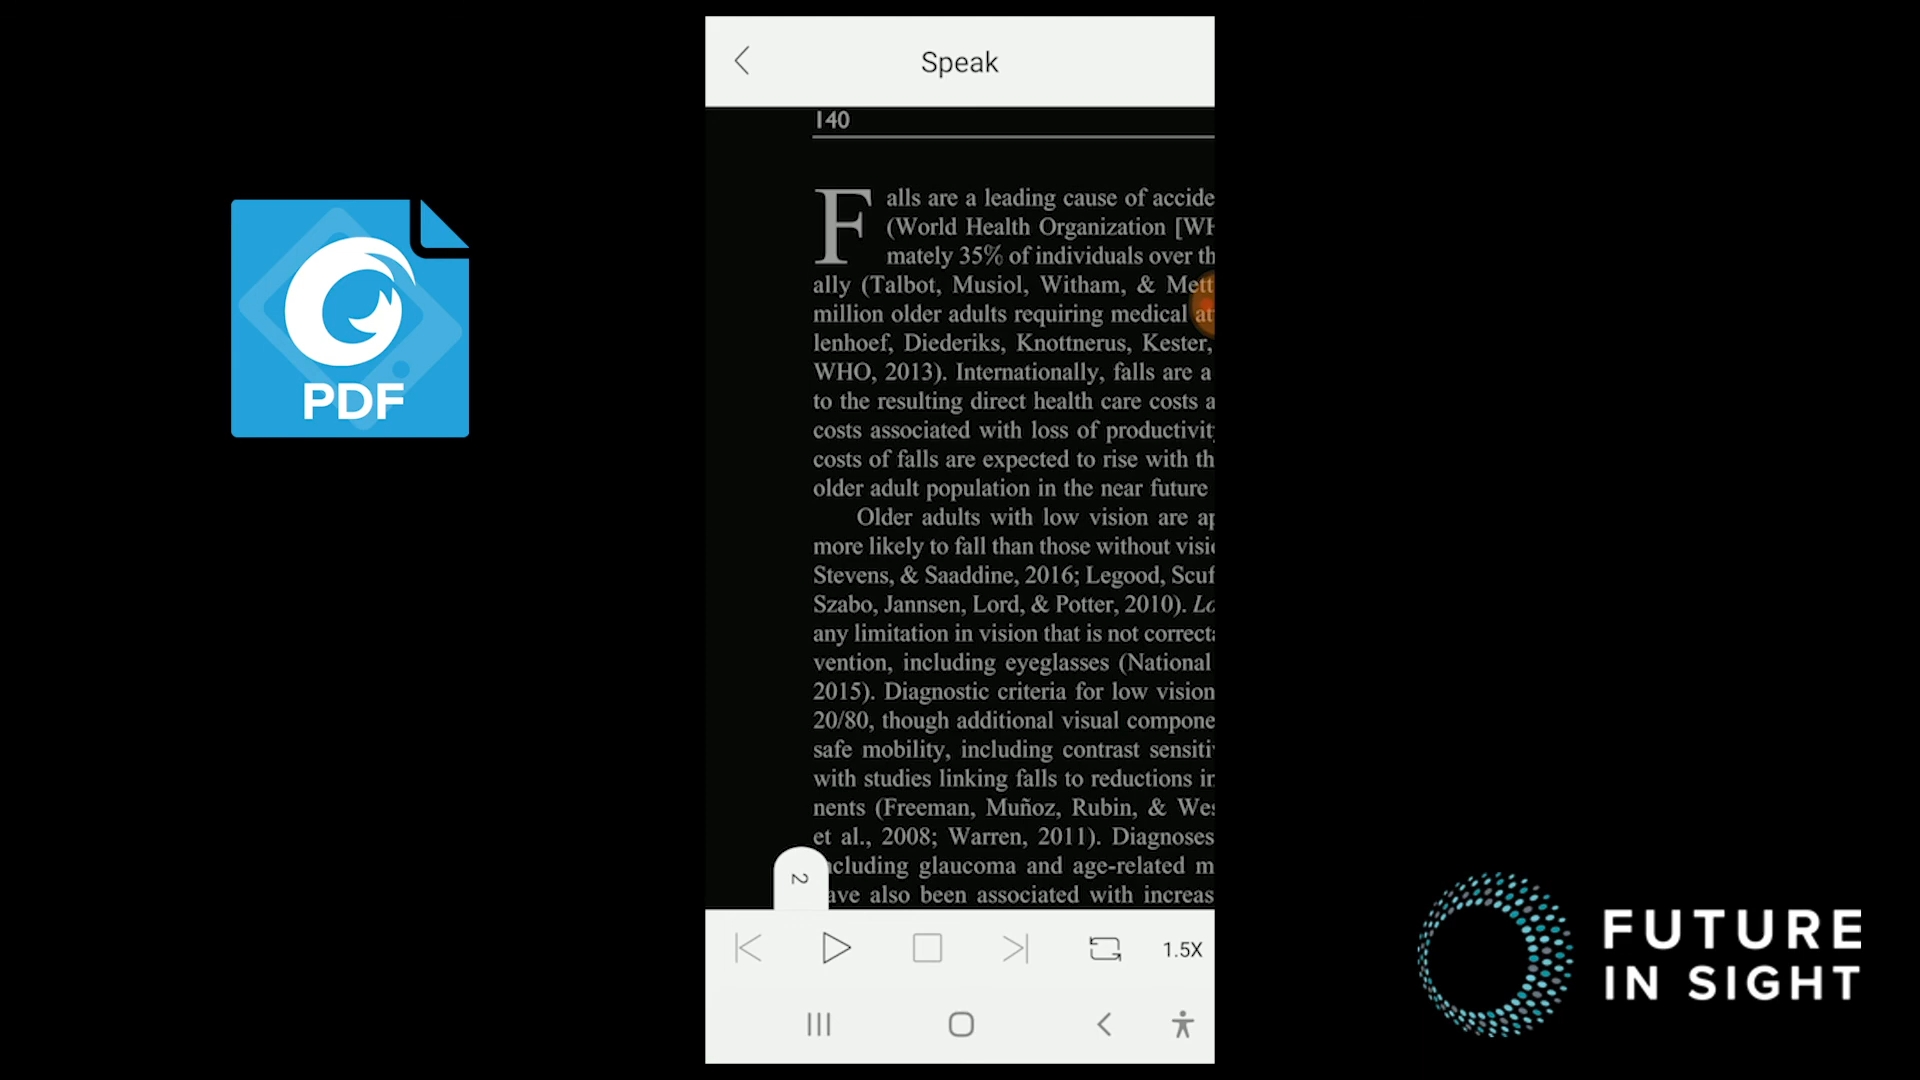 Speak
140
Falls are a leading cause of accide
(World Health Organization [WH
mately 35% of individuals over th
ally (Talbot, Musiol, Witham, & Mett
million older adults requiring medical at
lenhoef, Diederiks, Knottnerus, Kester,
WHO, 2013). Internationally, falls are a
to the resulting direct health care costs a
costs associated with loss of productivit
costs of falls are expected to rise with th
older adult population in the near future
Older adults with low vision are ap
more likely to fall than those without visi
Stevens, & Saaddine, 2016; Legood, Scuf
Szabo, Jannsen, Lord, & Potter, 2010). Lo
any limitation in vision that is not correcta
vention, including eyeglasses (National
2015). Diagnostic criteria for low vision
20/80, though additional visual compone
safe mobility, including contrast sensiti
with studies linking falls to reductions in
nents (Freeman, Muñoz, Rubin, & Wes
et al., 2008; Warren, 2011). Diagnoses
ncluding glaucoma and age-related m
ave also been associated with increas
2
1.5X
PDF
FUTURE
IN SIGHT